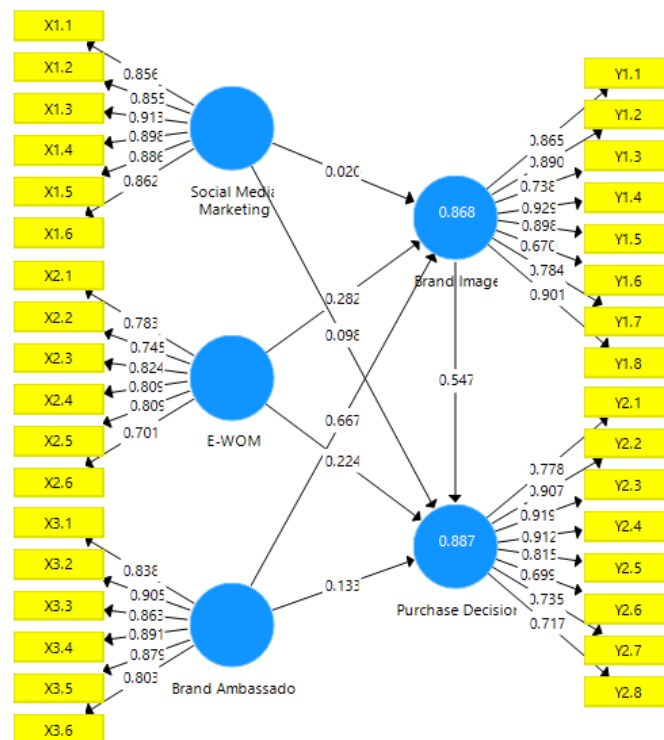 X1.1
X1.2
X1.3
X1.4
X1.5
X1.6
0.856
0.855
0.913
0.898
0.886
0.862
Social Media
Marketing
X2.1
X2.2
X2.3
X2.4
X2.5
X2.6
0.783
0.745
0.824
0.809
0.809
0.701
E-WOM
X3.1
X3.2
X3.3
X3.4
X3.5
X3.6
0.838
0.905
0.863
0.891
0.879
0.803
Brand Ambassado
0.020
0.282
0.098
0.667
0.224
0.133
0.547
0.868
Brand Image
0.865
0.890
0.738
0.929
0.898
0.670
0.784
0.901
Y1.1
Y1.2
Y1.3
Y1.4
Y1.5
Y1.6
Y1.7
Y1.8
0.887
Purchase Decision
0.778
0.907
0.919
0.912
0.815
0.699
0.735
0.717
Y2.1
Y2.2
Y2.3
Y2.4
Y2.5
Y2.6
Y2.7
Y2.8